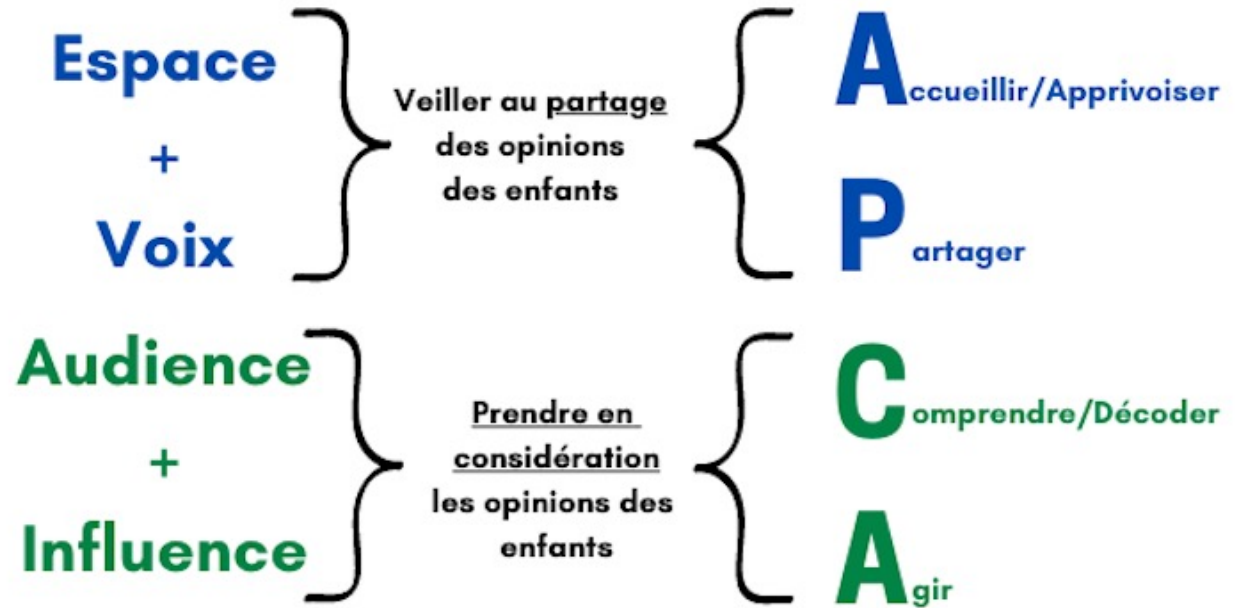 Espace
+
Voix
Veiller au partage
des opinions
des enfants
Accueillir/Apprivoiser
Partager
Audience
+
Influence
Prendre en
considération
les opinions des
enfants
Comprendre/Décoder
Agir